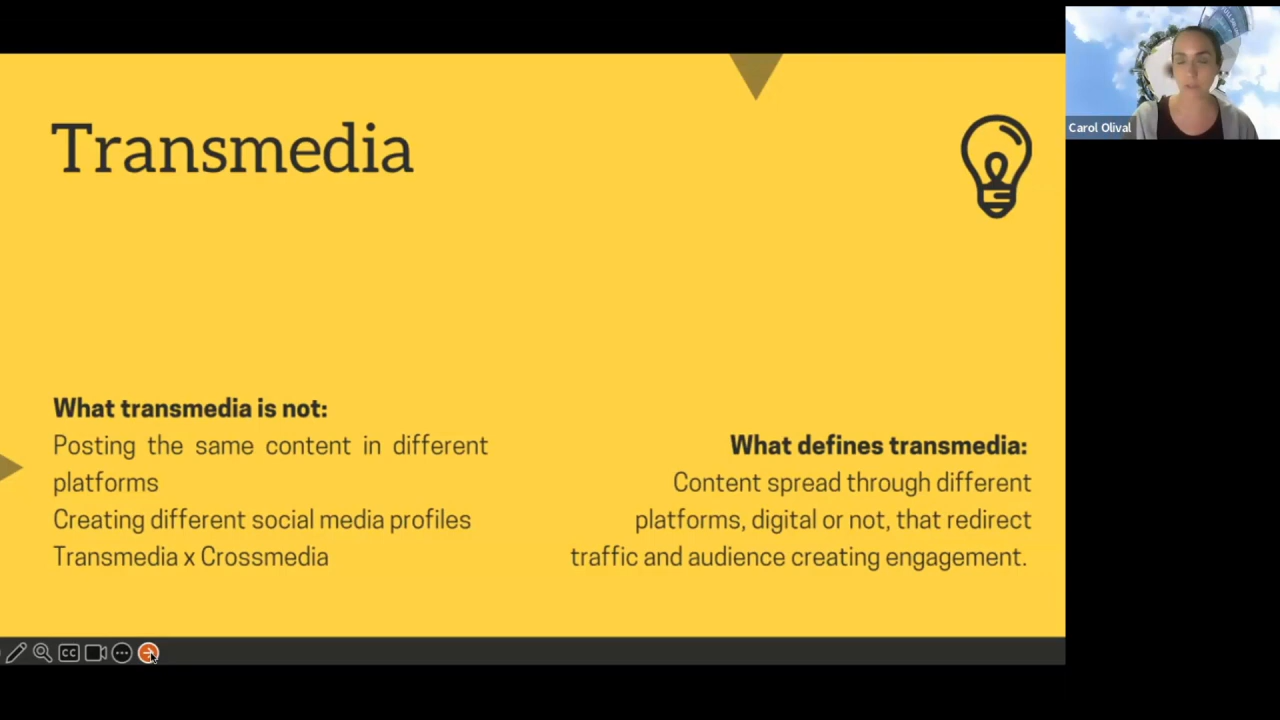 Transmedia
What transmedia is not:
Posting the same content in different
platforms
Creating different social media profiles
Transmedia x Crossmedia
What defines transmedia:
Content spread through different
platforms, digital or not, that redirect
traffic and audience creating engagement.
Carol Olival
CC